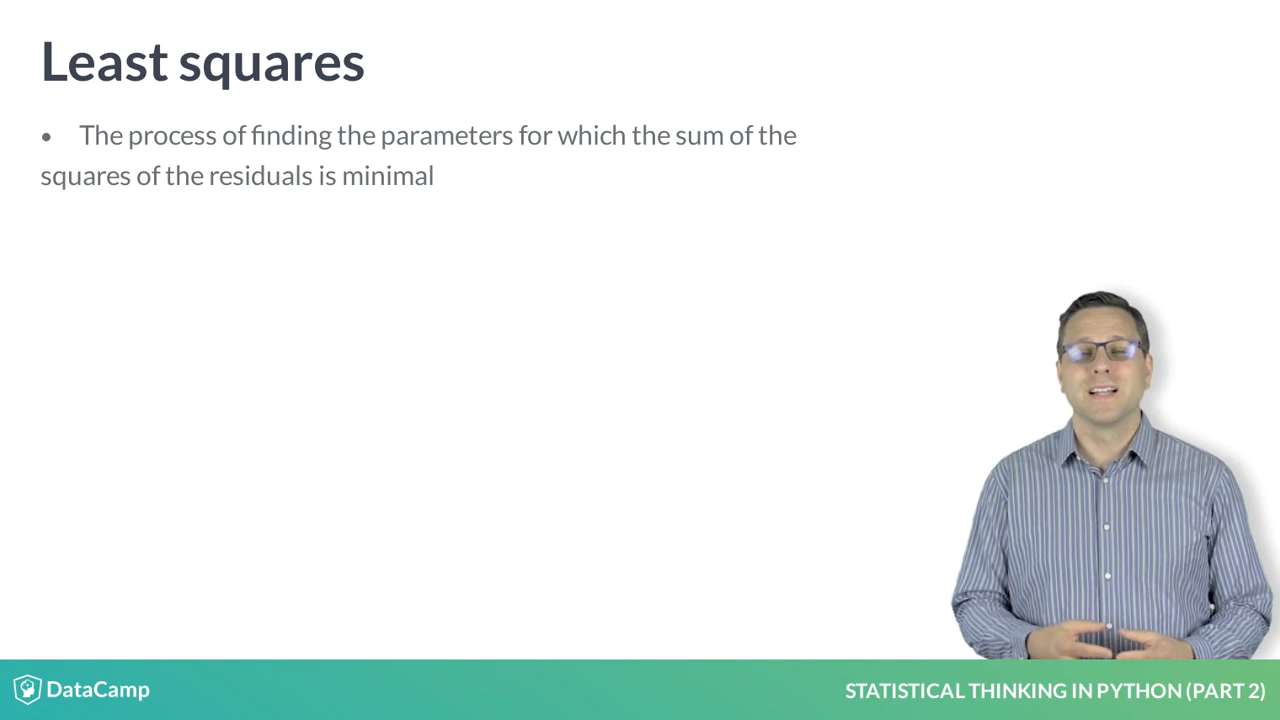 Least squares
• The process of finding the parameters for which the sum of the
squares of the residuals is minimal
DataCamp
STATISTICAL THINKING IN PYTHON (PART 2)